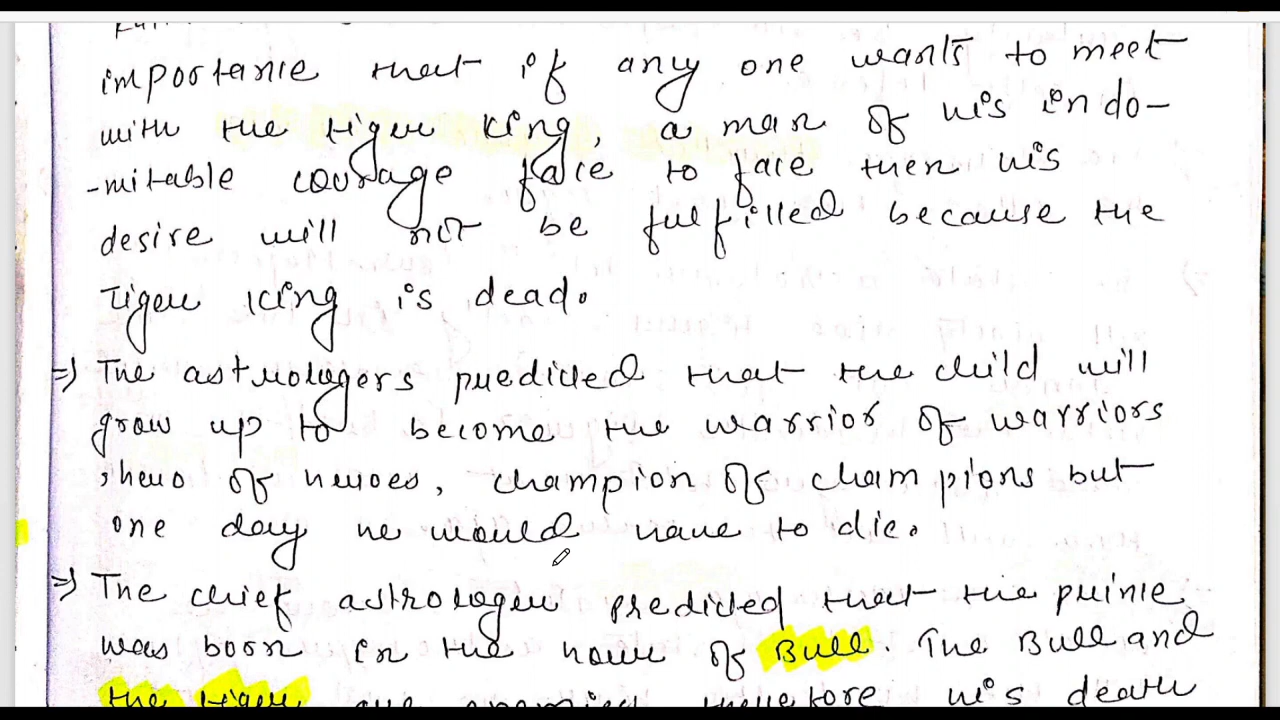 importance that if any one wants to meet
with the tiger king, a man of his indo-
-mitable courage face to face then his
desire will not be fulfilled because the
Tiger King is dead.
=> The astrologers predicted that the child will
grow up to become the warrior of warriors
, hero of heroes, champion of champions but
one day he would have to die.
=> The chief astrologer predicted that the prince
was born in the hour of Bull. The Bull and
the tiger are enemies therefore his death